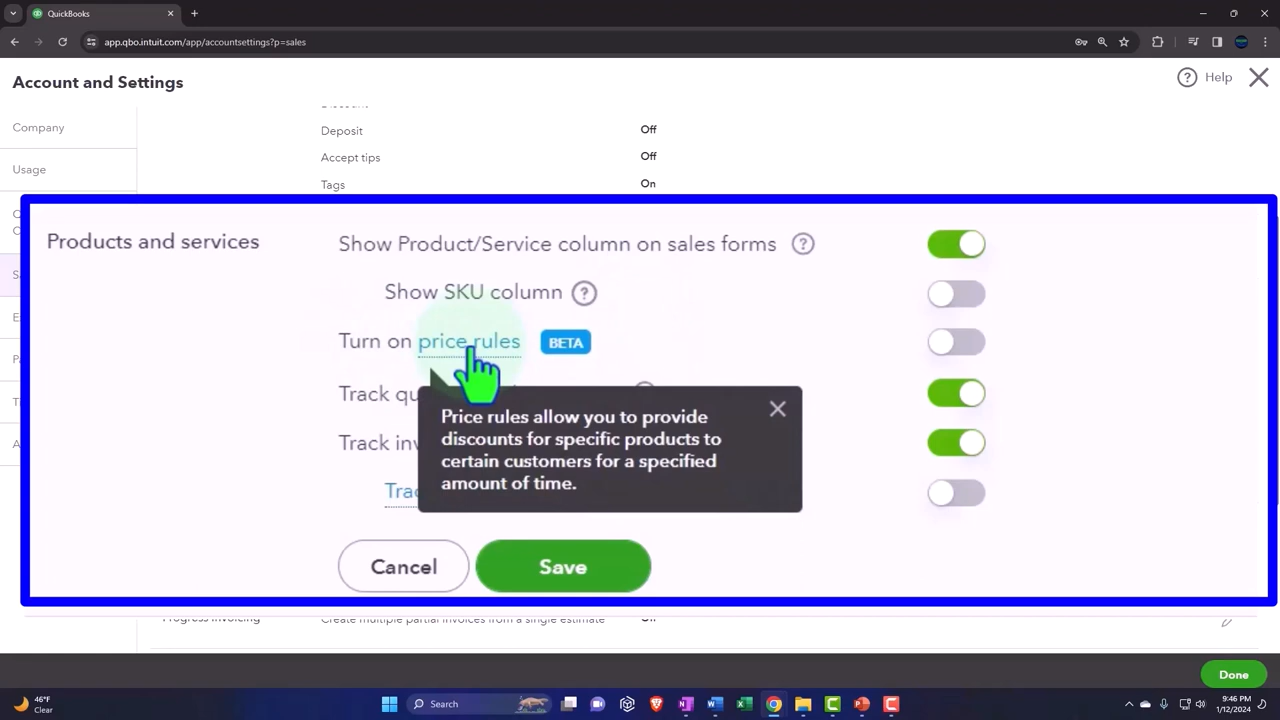 QuickBooks
app.qbo.intuit.com/app/accountsettings?p=sales
Account and Settings
Help
Company
Discount
Deposit Off
Usage
Accept tips Off
Tags On
Products and services
Show Product/Service column on sales forms
Show SKU column
Turn on price rules BETA
Track qu
Price rules allow you to provide
discounts for specific products to
certain customers for a specified
amount of time.
Track inv
Trac
Cancel Save
Progress Invoicing Create multiple partial invoices from a single estimate Off
Done
46°F
Clear
Search
9:46 PM
1/12/2024